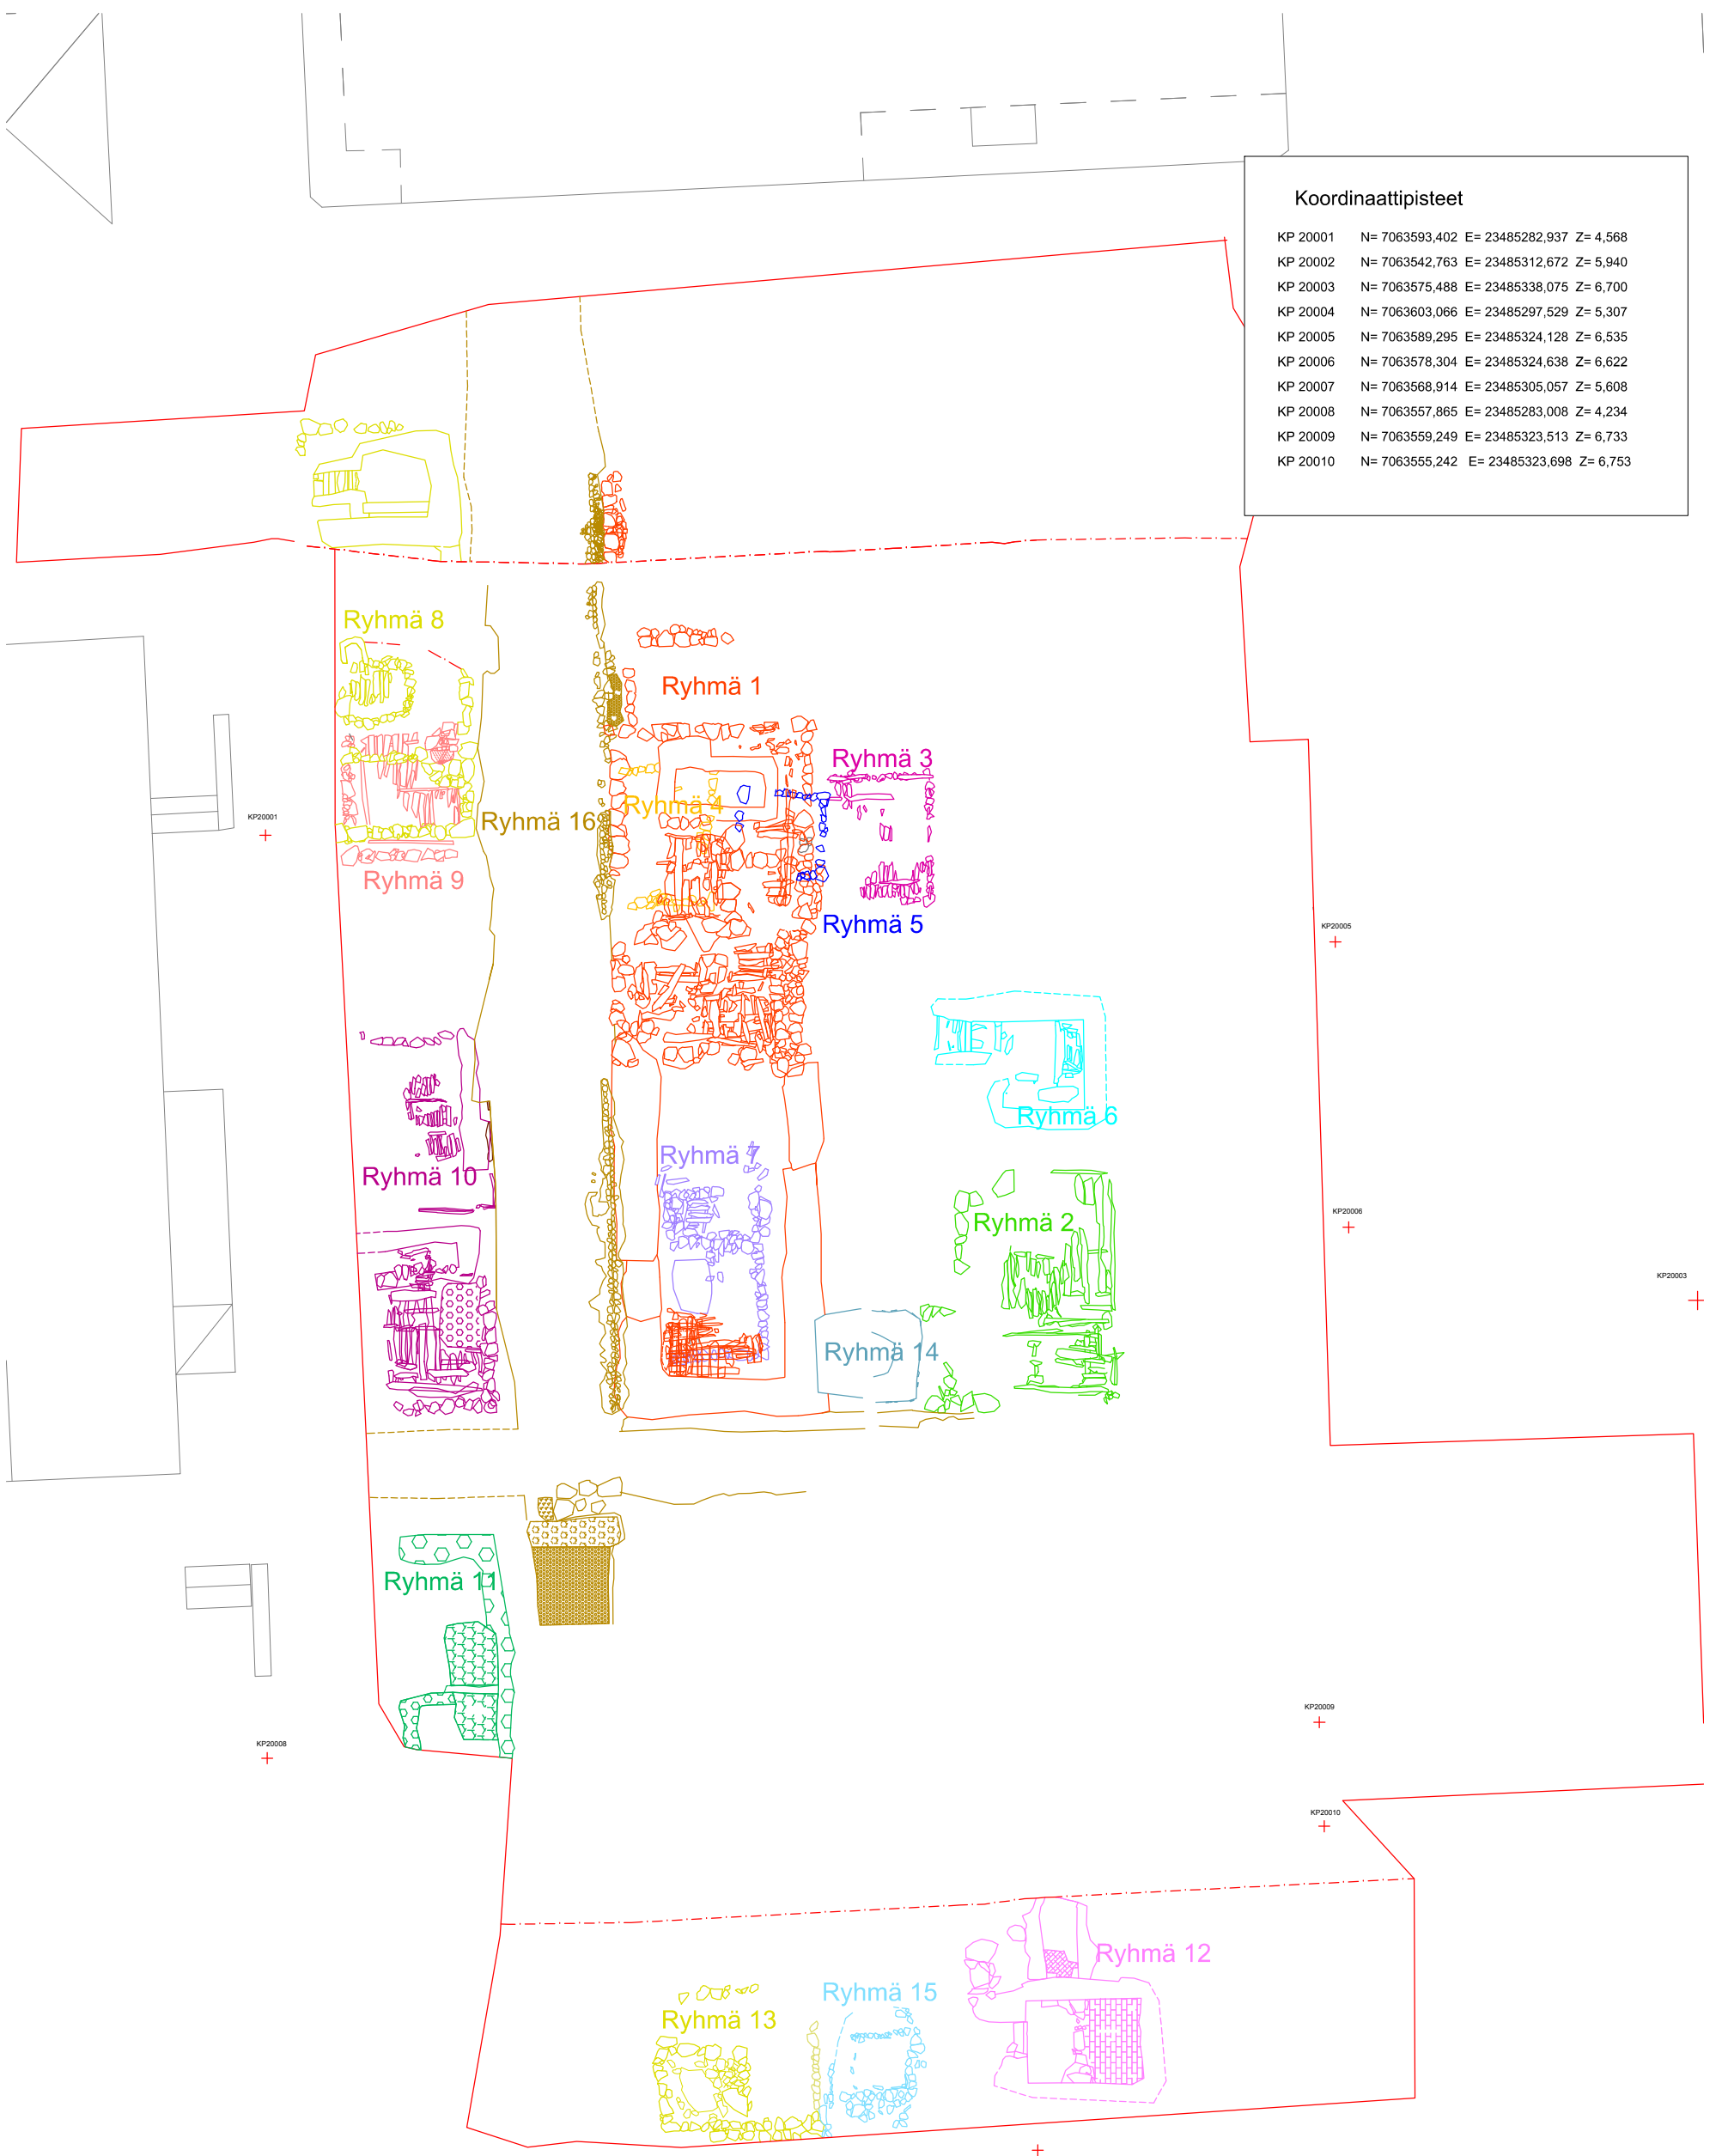 Koordinaattipisteet
KP 20001 N= 7063593,402 E= 23485282,937 Z= 4,568
KP 20002 N= 7063542,763 E= 23485312,672 Z= 5,940
KP 20003 N= 7063575,488 E= 23485338,075 Z= 6,700
KP 20004 N= 7063603,066 E= 23485297,529 Z= 5,307
KP 20005 N= 7063589,295 E= 23485324,128 Z= 6,535
KP 20006 N= 7063578,304 E= 23485324,638 Z= 6,622
KP 20007 N= 7063568,914 E= 23485305,057 Z= 5,608
KP 20008 N= 7063557,865 E= 23485283,008 Z= 4,234
KP 20009 N= 7063559,249 E= 23485323,513 Z= 6,733
KP 20010 N= 7063555,242 E= 23485323,698 Z= 6,753
Ryhmä 8
Ryhmä 1
Ryhmä 3
Ryhmä 4
KP20001
Ryhmä 16
Ryhmä 9
Ryhmä 5
KP20005
Ryhmä 6
Ryhmä 7
Ryhmä 10
KP20006
Ryhmä 2
KP20003
Ryhmä 14
Ryhmä 11
KP20009
KP20008
KP20010
Ryhmä 12
Ryhmä 15
Ryhmä 13